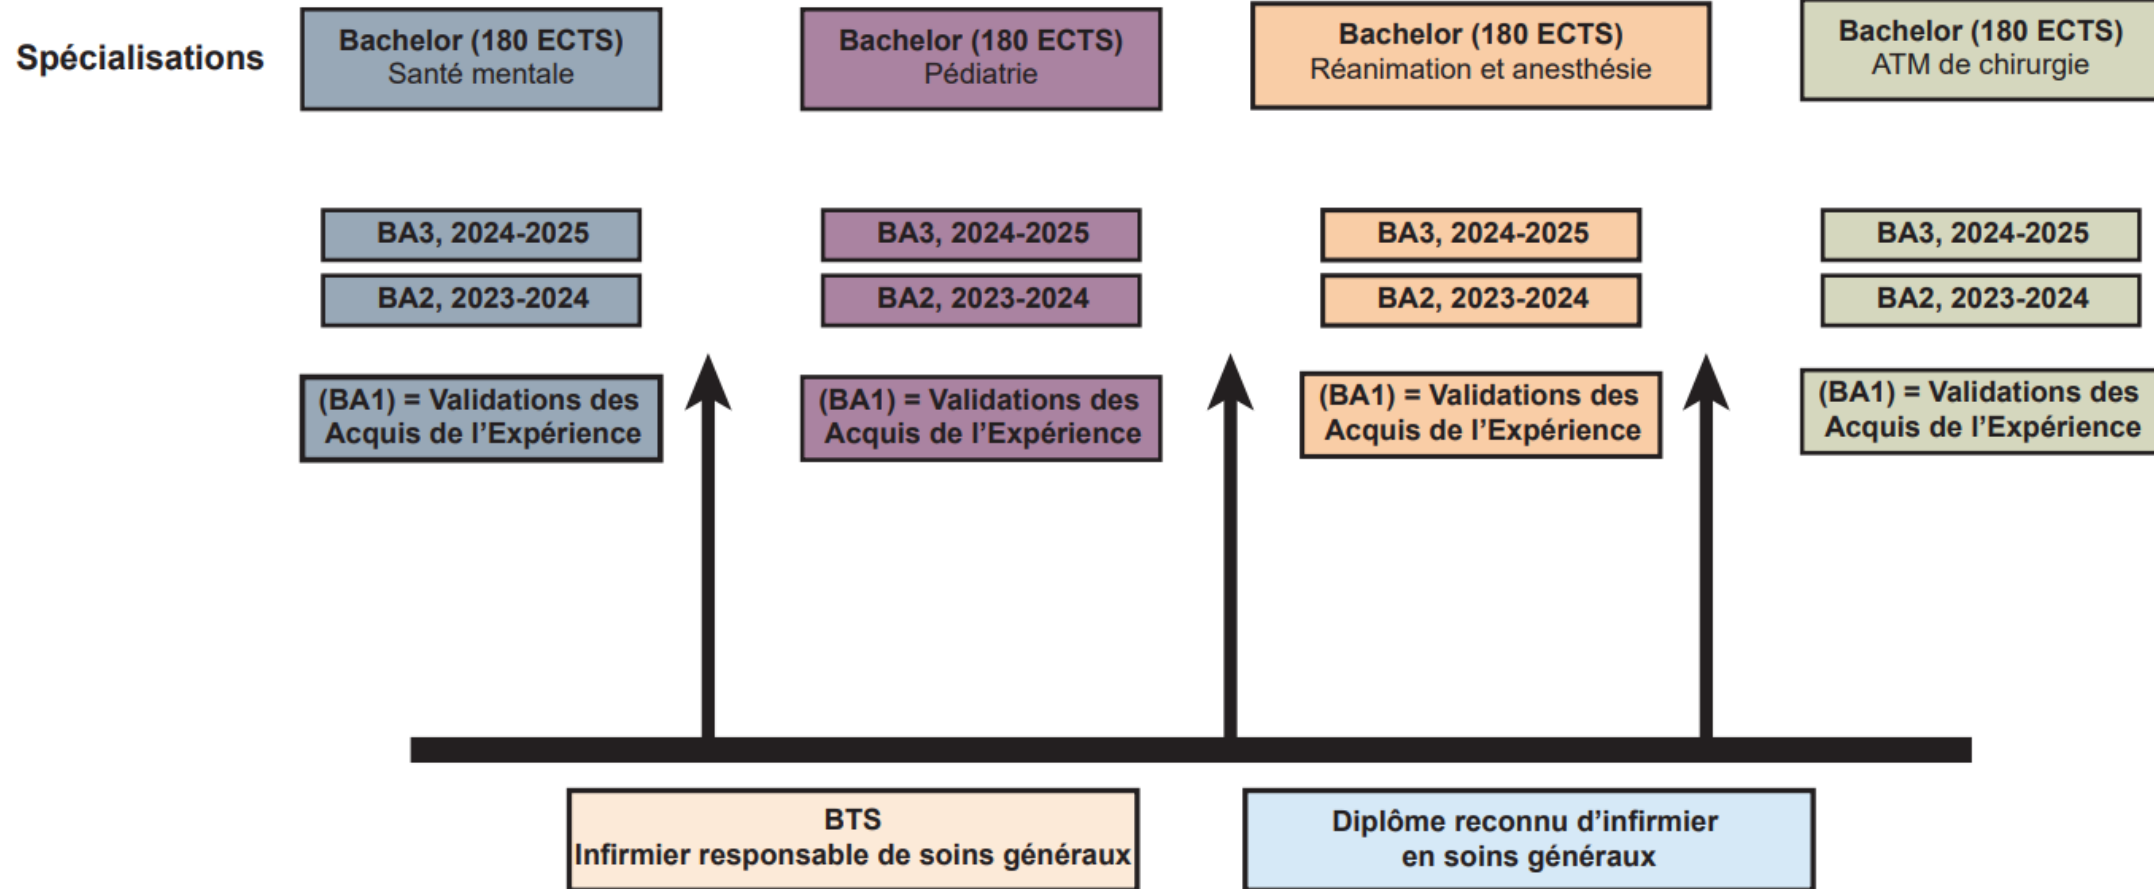 Spécialisations
Bachelor (180 ECTS)
Santé mentale
Bachelor (180 ECTS)
Pédiatrie
Bachelor (180 ECTS)
Réanimation et anesthésie
Bachelor (180 ECTS)
ATM de chirurgie
BA3, 2024-2025
BA3, 2024-2025
BA3, 2024-2025
BA3, 2024-2025
BA2, 2023-2024
BA2, 2023-2024
BA2, 2023-2024
BA2, 2023-2024
(BA1) = Validations des
Acquis de l’Expérience
(BA1) = Validations des
Acquis de l’Expérience
(BA1) = Validations des
Acquis de l’Expérience
(BA1) = Validations des
Acquis de l’Expérience
BTS
Infirmier responsable de soins généraux
Diplôme reconnu d’infirmier
en soins généraux